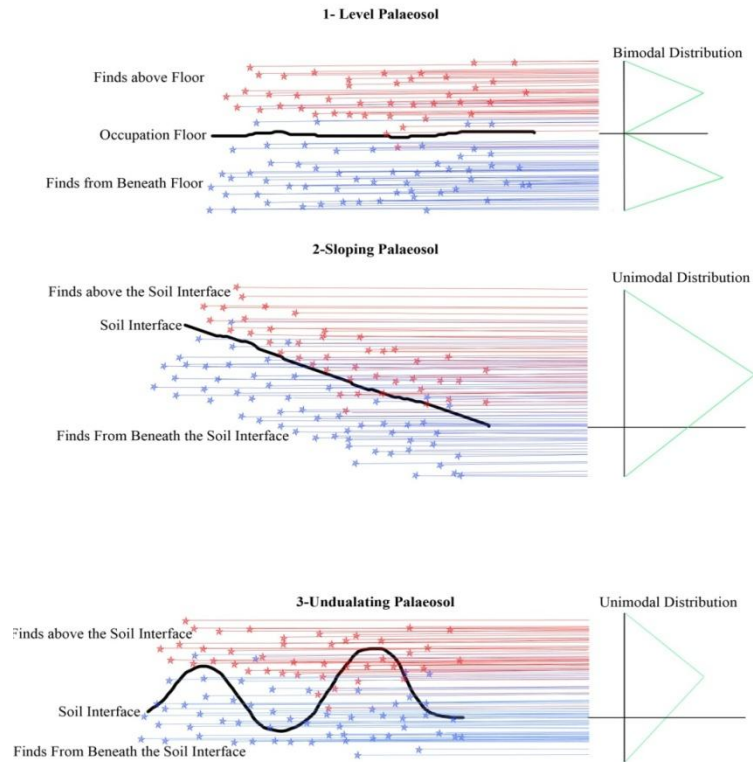 1- Level Palaeosol
Bimodal Distribution
Finds above Floor
Occupation Floor
Finds from Beneath Floor
2-Sloping Palaeosol
Unimodal Distribution
Finds above the Soil Interface
Soil Interface
Finds From Beneath the Soil Interface
3-Undualating Palaeosol
Unimodal Distribution
Finds above the Soil Interface
Soil Interface
Finds From Beneath the Soil Interface